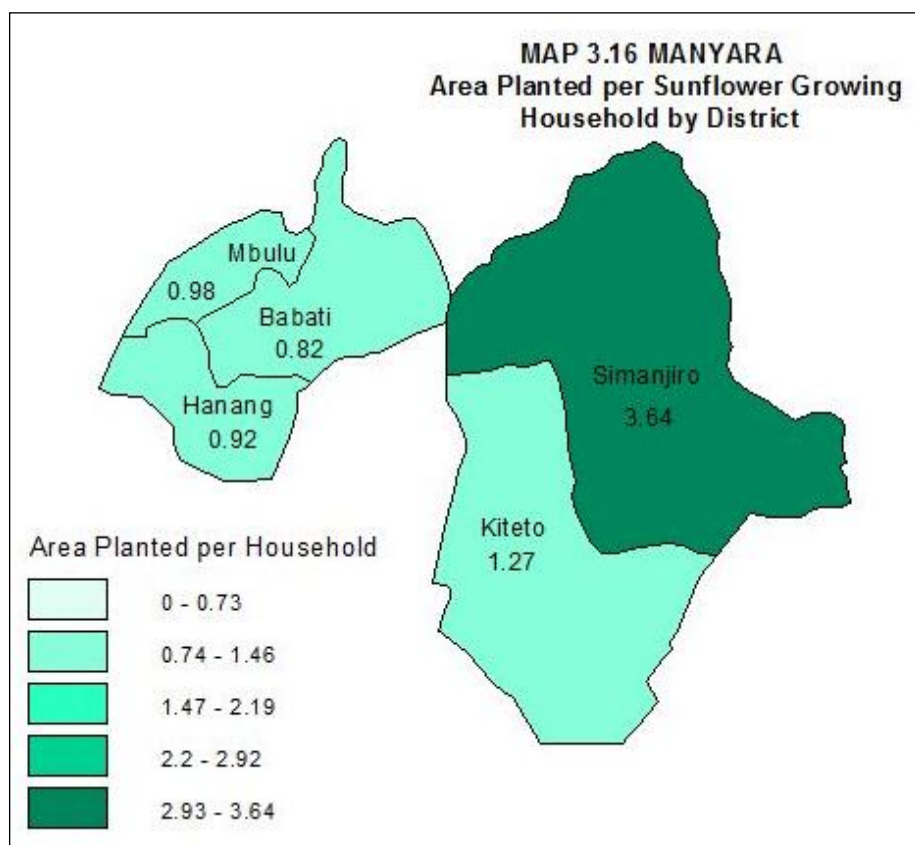 MAP 3.16 MANYARA
Area Planted per Sunflower Growing
Household by District
Mbulu
0.98
Babati
0.82
Hanang
0.92
Simanjiro
3.64
Kiteto
1.27
Area Planted per Household
0 - 0.73
0.74 - 1.46
1.47 - 2.19
2.2 - 2.92
2.93 - 3.64